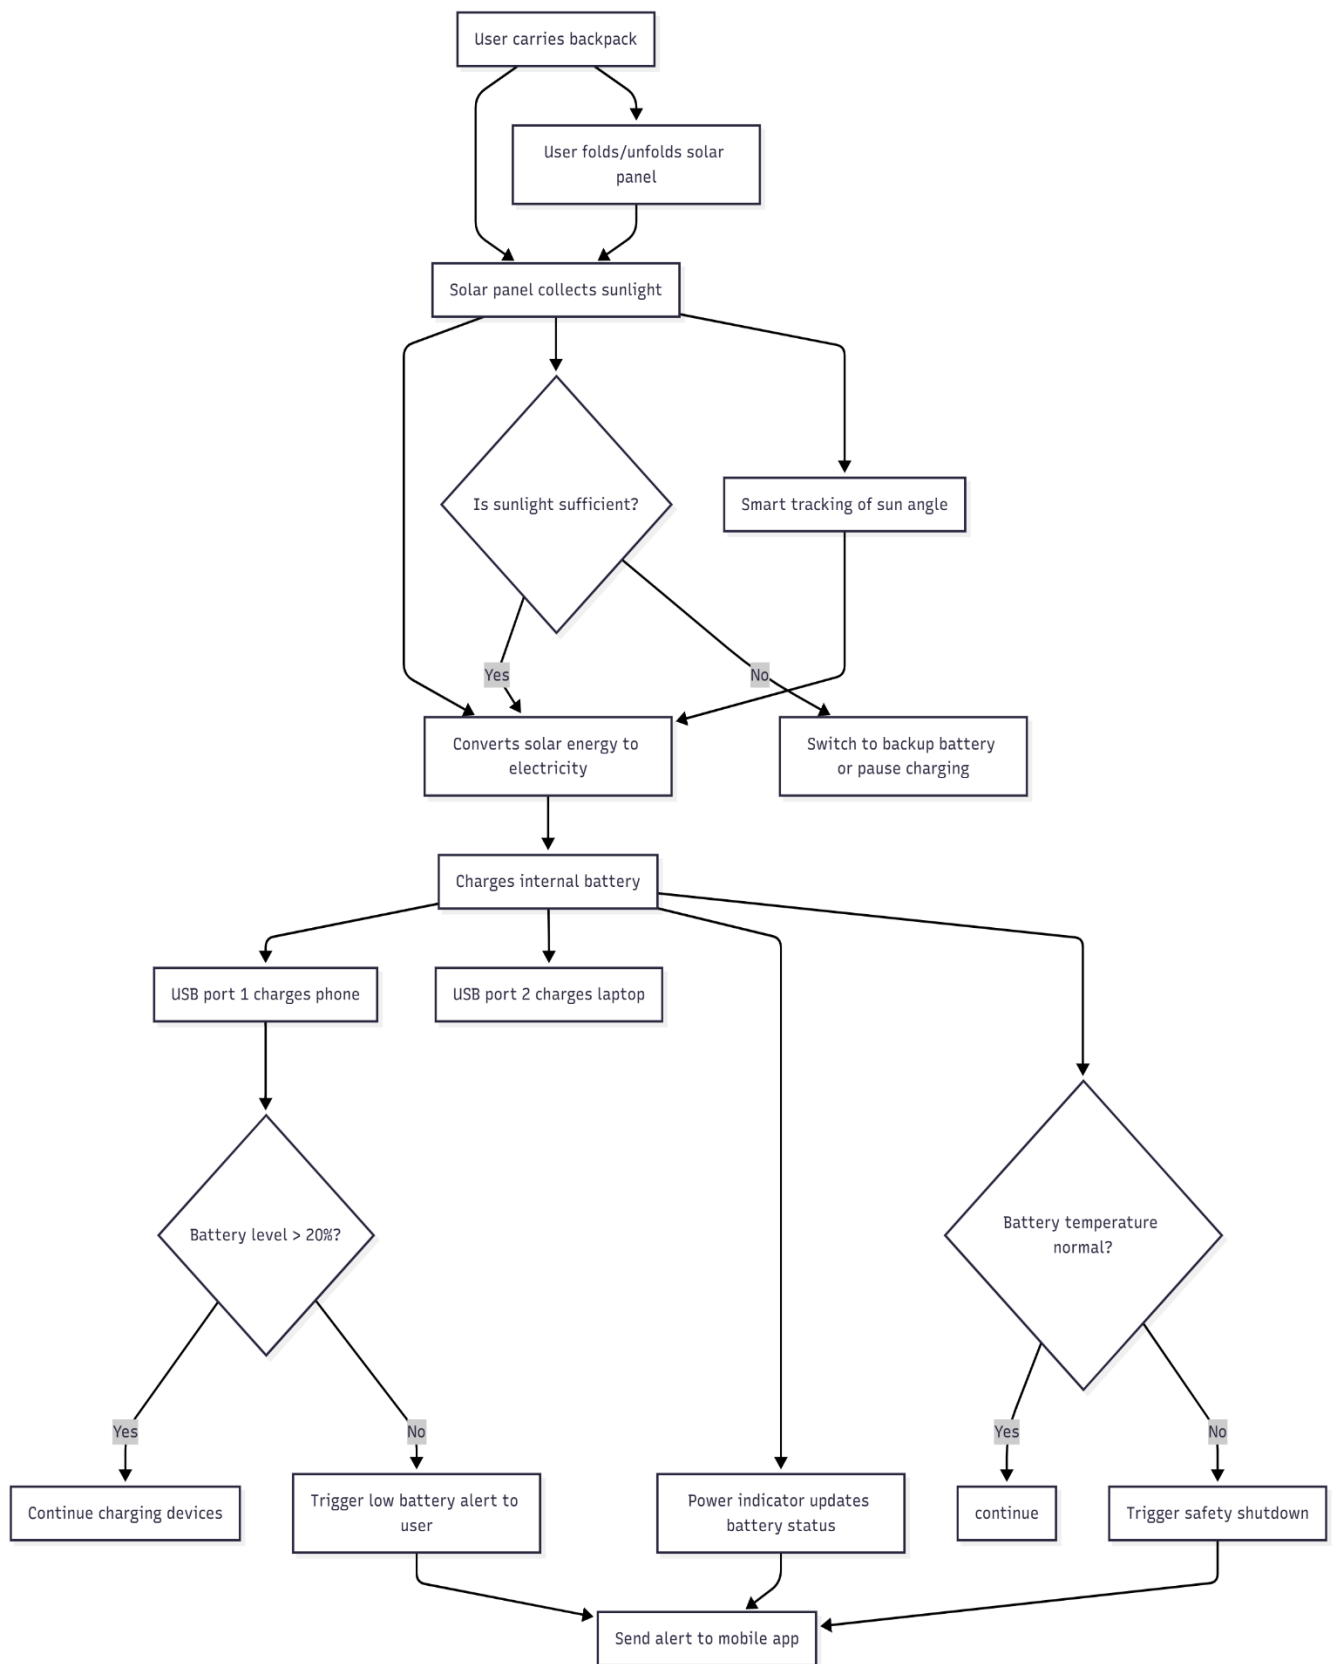 User carries backpack
User folds/unfolds solar
panel
Solar panel collects sunlight
Is sunlight sufficient?
Smart tracking of sun angle
Yes
No
Converts solar energy to
electricity
Switch to backup battery
or pause charging
Charges internal battery
USB port 1 charges phone
USB port 2 charges laptop
Battery level > 20%?
Battery temperature
normal?
Yes
No
Yes
No
Continue charging devices
Trigger low battery alert to
user
Power indicator updates
battery status
continue
Trigger safety shutdown
Send alert to mobile app